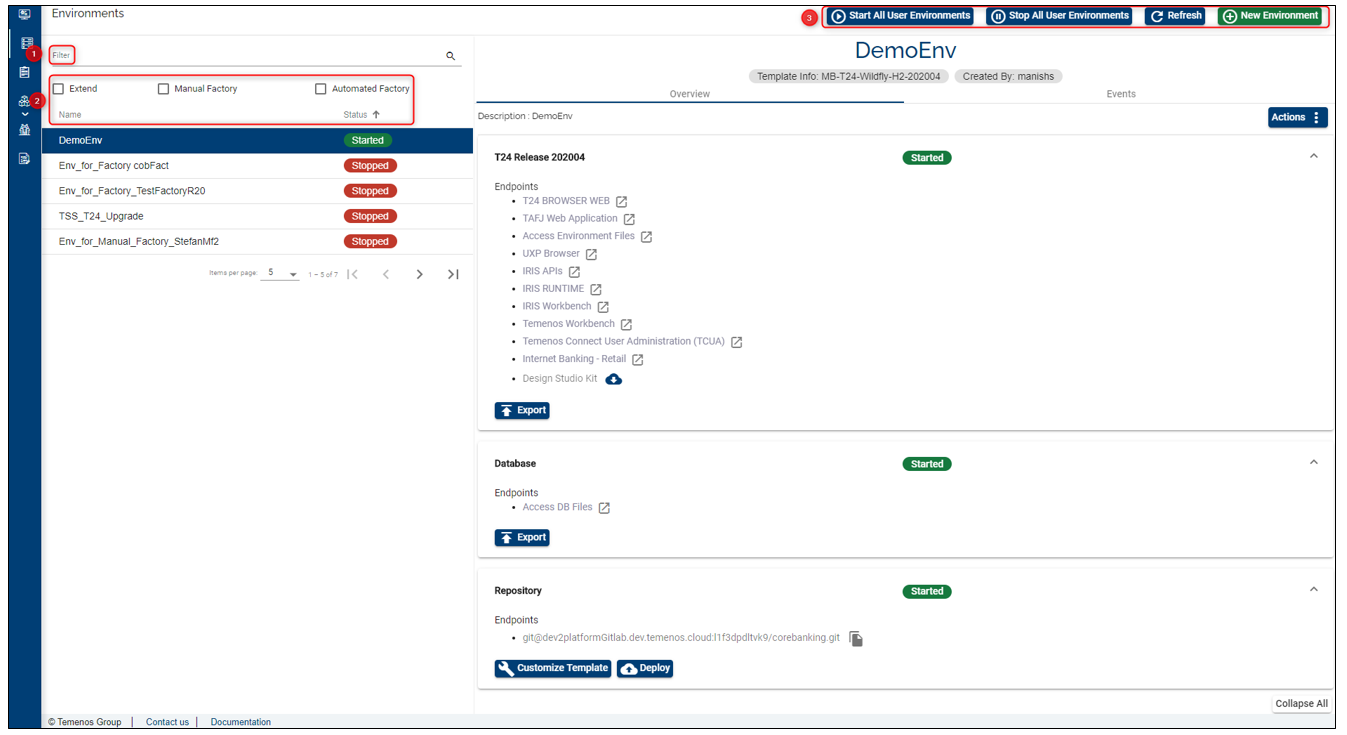 Environments
3
Start All User Environments
Stop All User Environments
Refresh
New Environment
1
Filter
2
Extend
Manual Factory
Automated Factory
Name
Status
DemoEnv
Started
Env_for_Factory cobFact
Stopped
Env_for_Factory_TestFactoryR20
Stopped
TSS_T24_Upgrade
Stopped
Env_for_Manual_Factory_StefanMf2
Stopped
Items per page: 5
1 – 5 of 7
DemoEnv
Template Info: MB-T24-Wildfly-H2-202004
Created By: manishs
Overview
Events
Description : DemoEnv
Actions
T24 Release 202004
Started
Endpoints
T24 BROWSER WEB
TAFJ Web Application
Access Environment Files
UXP Browser
IRIS APIs
IRIS RUNTIME
IRIS Workbench
Temenos Workbench
Temenos Connect User Administration (TCUA)
Internet Banking - Retail
Design Studio Kit
Export
Database
Started
Endpoints
Access DB Files
Export
Repository
Started
Endpoints
git@dev2platformGitlab.dev.temenos.cloud:l1f3dpdltvk9/corebanking.git
Customize Template
Deploy
Collapse All
© Temenos Group | Contact us | Documentation